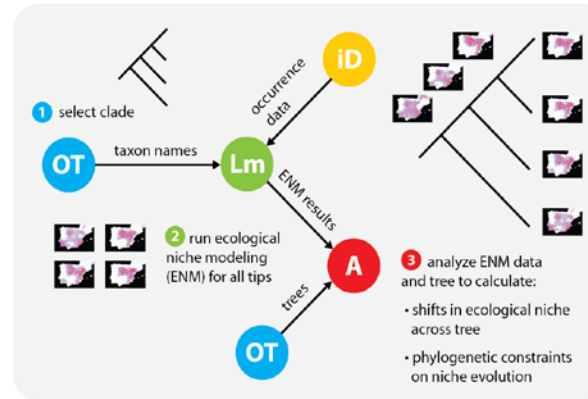 iD
occurrence
data
1 select clade
OT
taxon names
Lm
ENM results
2 run ecological
niche modeling
(ENM) for all tips
A
trees
OT
3 analyze ENM data
and tree to calculate:
• shifts in ecological niche
across tree
• phylogenetic constraints
on niche evolution